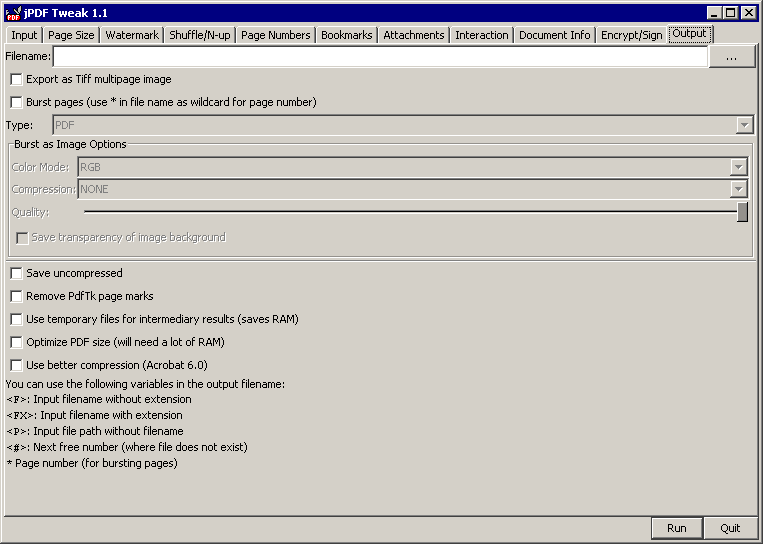 jPDF Tweak 1.1
Input Page Size Watermark Shuffle/N-up Page Numbers Bookmarks Attachments Interaction Document Info Encrypt/Sign Output
Filename: ...
Export as Tiff multipage image
Burst pages (use * in file name as wildcard for page number)
Type: PDF
Burst as Image Options
Color Mode: RGB
Compression: NONE
Quality:
Save transparency of image background
Save uncompressed
Remove PdfTk page marks
Use temporary files for intermediary results (saves RAM)
Optimize PDF size (will need a lot of RAM)
Use better compression (Acrobat 6.0)
You can use the following variables in the output filename:
<F>: Input filename without extension
<FX>: Input filename with extension
<P>: Input file path without filename
<#>: Next free number (where file does not exist)
* Page number (for bursting pages)
Run Quit